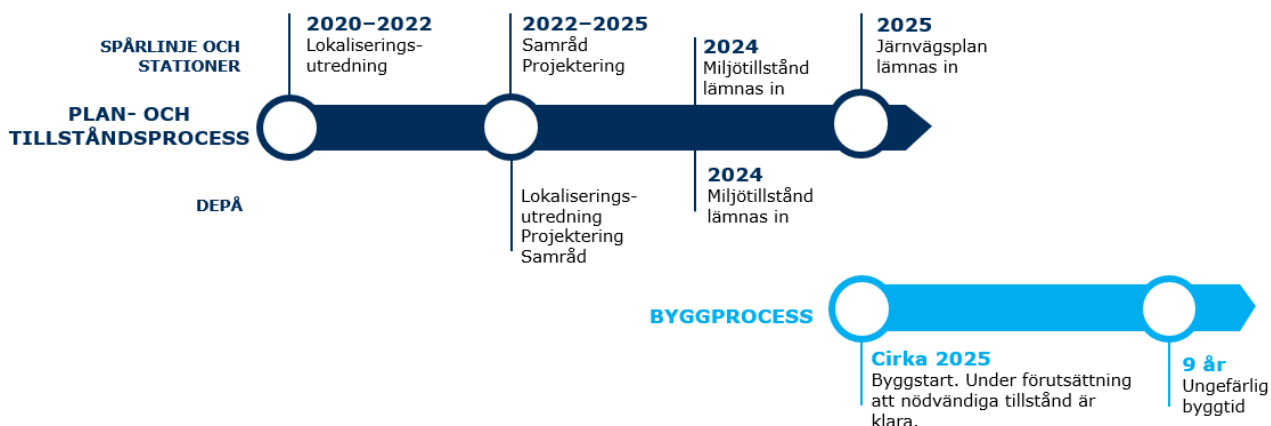 SPÅRLINJE OCH
STATIONER
2020–2022
Lokaliserings-
utredning
2022–2025
Samråd
Projektering
2024
Miljötillstånd
lämnas in
2025
Järnvägsplan
lämnas in
PLAN- OCH
TILLSTÅNDSPROCESS
DEPÅ
Lokaliserings-
utredning
Projektering
Samråd
2024
Miljötillstånd
lämnas in
BYGGPROCESS
Cirka 2025
Byggstart. Under förutsättning
att nödvändiga tillstånd är
klara.
9 år
Ungefärlig
byggtid